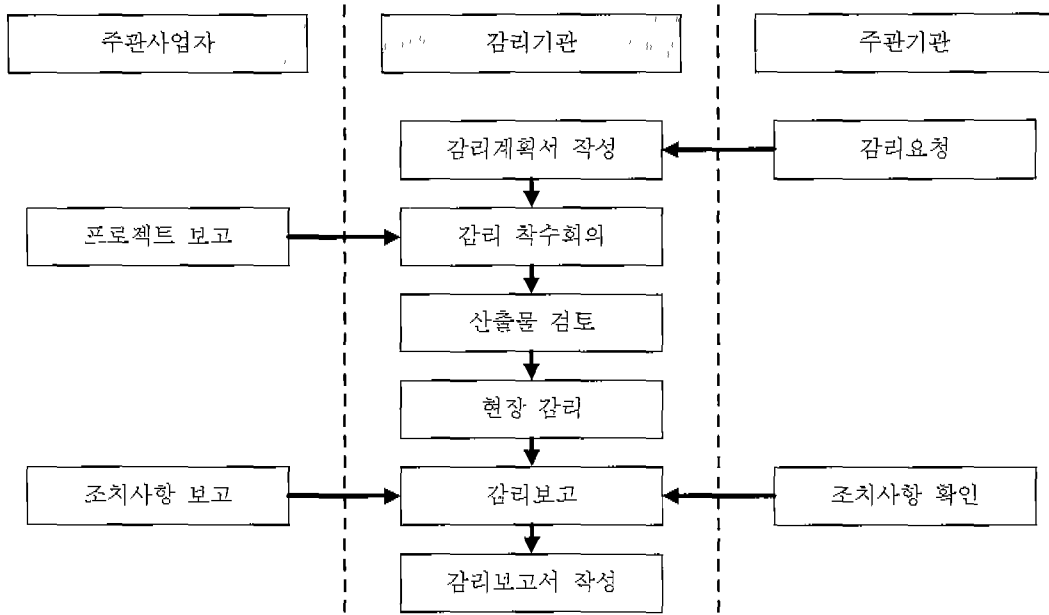 주관사업자
감리기관
주관기관
감리계획서 작성
감리요청
프로젝트 보고
감리 착수회의
산출물 검토
현장 감리
조치사항 보고
감리보고
조치사항 확인
감리보고서 작성